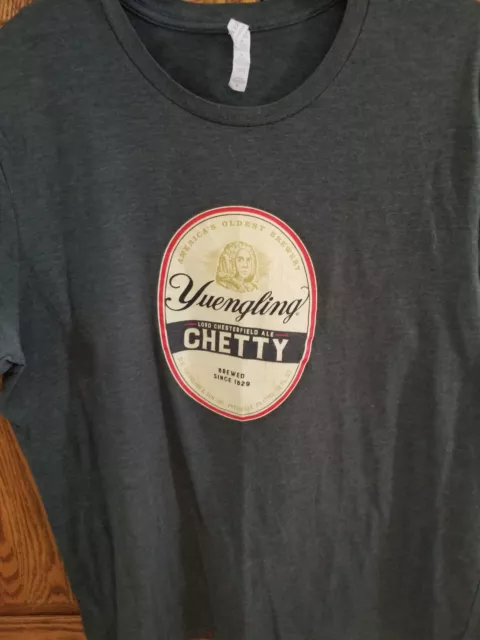 AMERICA'S OLDEST BREWERY
Yuengling®
LORD CHESTERFIELD ALE
CHETTY
BREWED
SINCE 1829